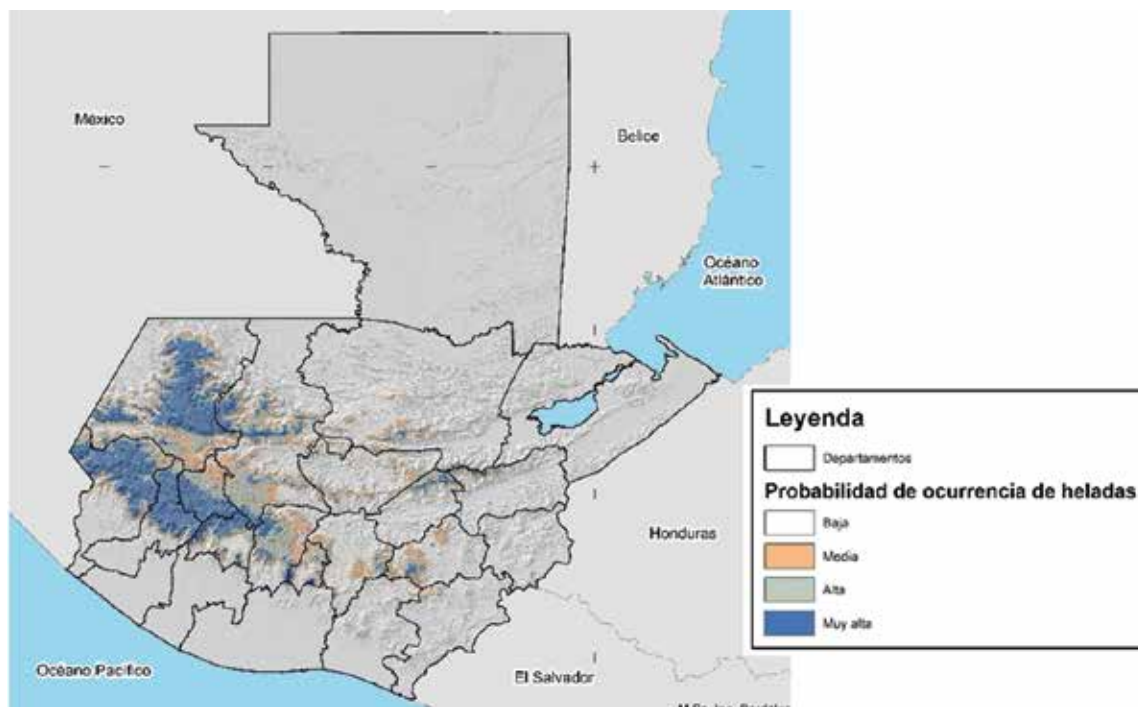 México
Belice
Océano
Atlántico
Leyenda
Departamentos
Probabilidad de ocurrencia de heladas
Baja
Media
Alta
Muy alta
Honduras
Océano Pacífico
El Salvador